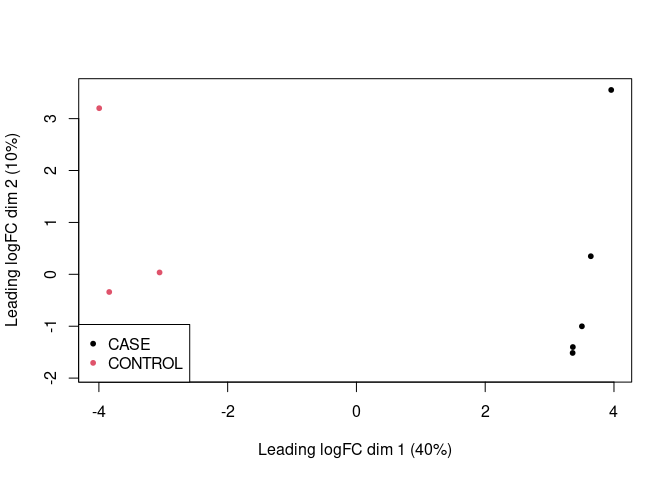 3
2
1
0
-1
-2
Leading logFC dim 2 (10%)
CASE
CONTROL
-4
-2
0
2
4
Leading logFC dim 1 (40%)